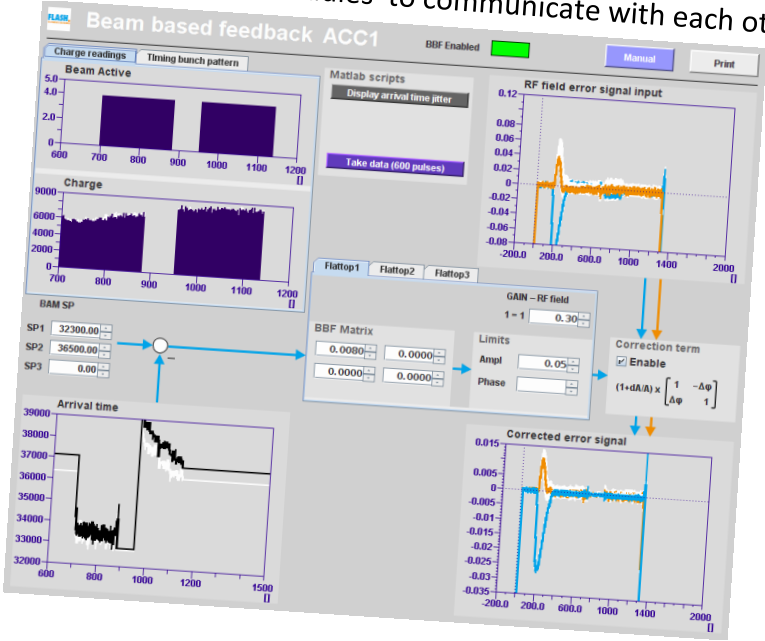 to communicate with each ot
FLASH.
Beam based feedback ACC1
BBF Enabled
Manual
Print
Charge readings
Timing bunch pattern
Beam Active
5.0
4.0
2.0
0
600 700 800 900 1000 1100 1200
[]
Charge
9000
6000
4000
2000
0
700 800 900 1000 1100 1200
[]
Matlab scripts
Display arrival time jitter
Take data (600 pulses)
RF field error signal input
0.12
0.08
0.06
0.04
0.02
0
-0.02
-0.04
-0.06
-0.08
-200.0 200.0 600.0 1000 1400 2000
[]
Flattop1 Flattop2 Flattop3
GAIN – RF field
1 = 1 0.30
BBF Matrix
0.0080 0.0000
0.0000 0.0000
Limits
Ampl 0.05
Phase
Correction term
Enable
(1+dA/A) x [ 1 −Δφ
Δφ 1 ]
BAM SP
SP1 32300.00
SP2 36500.00
SP3 0.00
−
Arrival time
39000
38000
37000
36000
35000
34000
33000
32000
600 800 1000 1200 1500
[]
Corrected error signal
0.015
0.005
0
-0.005
-0.01
-0.015
-0.02
-0.025
-0.03
-0.035
-200.0 200.0 600.0 1000 1400 2000
[]